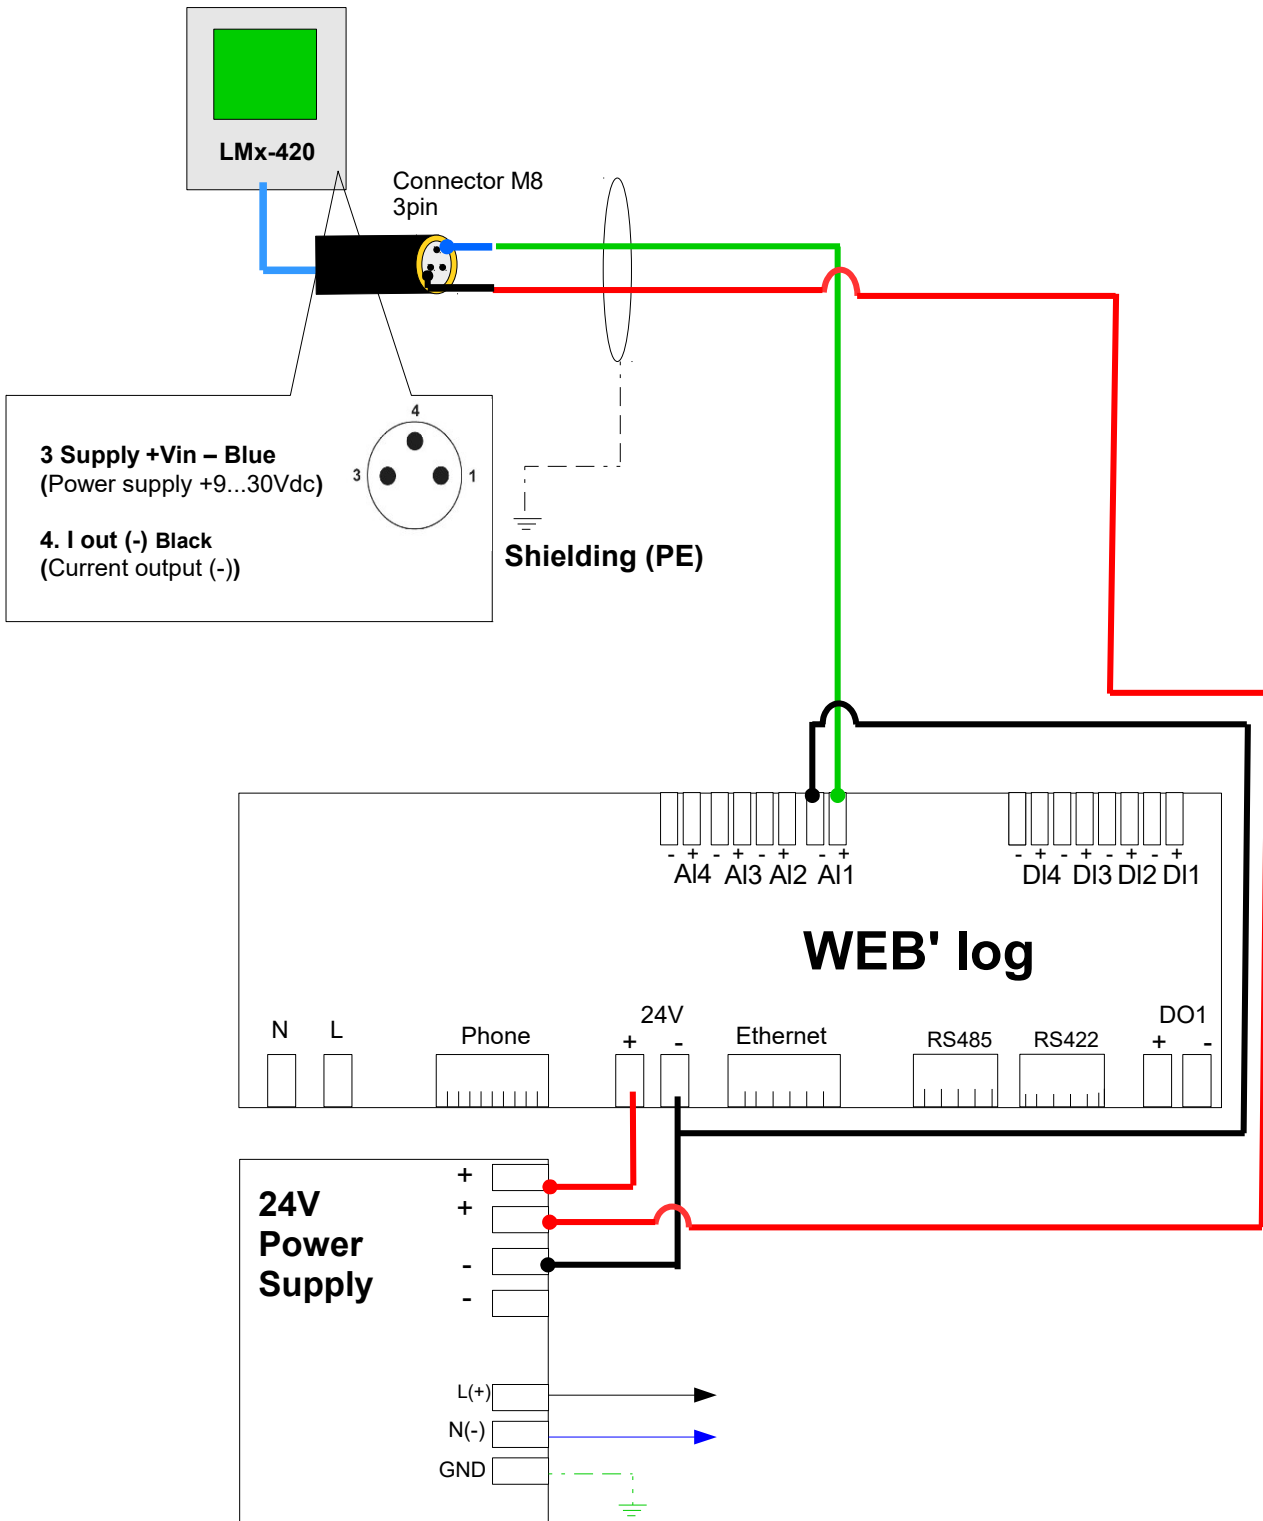 LMx-420
Connector M8
3pin
4
3 Supply +Vin – Blue
(Power supply +9...30Vdc)
3
1
4. I out (-) Black
(Current output (-))
Shielding (PE)
- + - + - + - +
AI4 AI3 AI2 AI1
- + - + - + - +
DI4 DI3 DI2 DI1
WEB' log
N L
Phone
24V
+ -
Ethernet
RS485
RS422
DO1
+ -
24V
Power
Supply
+
+
-
-
L(+)
N(-)
GND